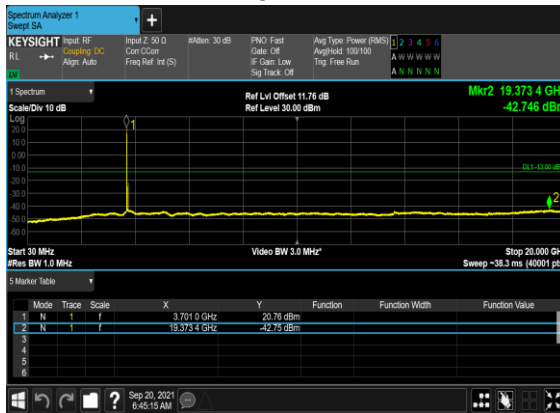 Spectrum Analyzer 1
Swept SA
KEYSIGHT Input: RF Input Z: 50 Ω #Atten: 30 dB PNO: Fast Avg Type: Power (RMS) 1 2 3 4 5 6
RL Coupling: DC Corr CCorr Gate: Off Avg|Hold: 100/100 A W W W W W
Align: Auto Freq Ref: Int (S) IF Gain: Low Trig: Free Run
Sig Track: Off A N N N N N
1 Spectrum Ref Lvl Offset 11.76 dB Mkr2 19.373 4 GH
Scale/Div 10 dB Ref Level 30.00 dBm -42.746 dBr
Log
1
20.0
10.0
0.00
-10.0
DL1 -13.00 dB
-20.0
-30.0
2
-40.0
-50.0
-60.0
Start 30 MHz Video BW 3.0 MHz* Stop 20.000 GH
#Res BW 1.0 MHz Sweep ~38.3 ms (40001 pt
5 Marker Table
Mode Trace Scale X Y Function Function Width Function Value
1 N 1 f 3.701 0 GHz 20.76 dBm
2 N 1 f 19.373 4 GHz -42.75 dBm
3
4
5
6
? Sep 20, 2021
6:45:15 AM